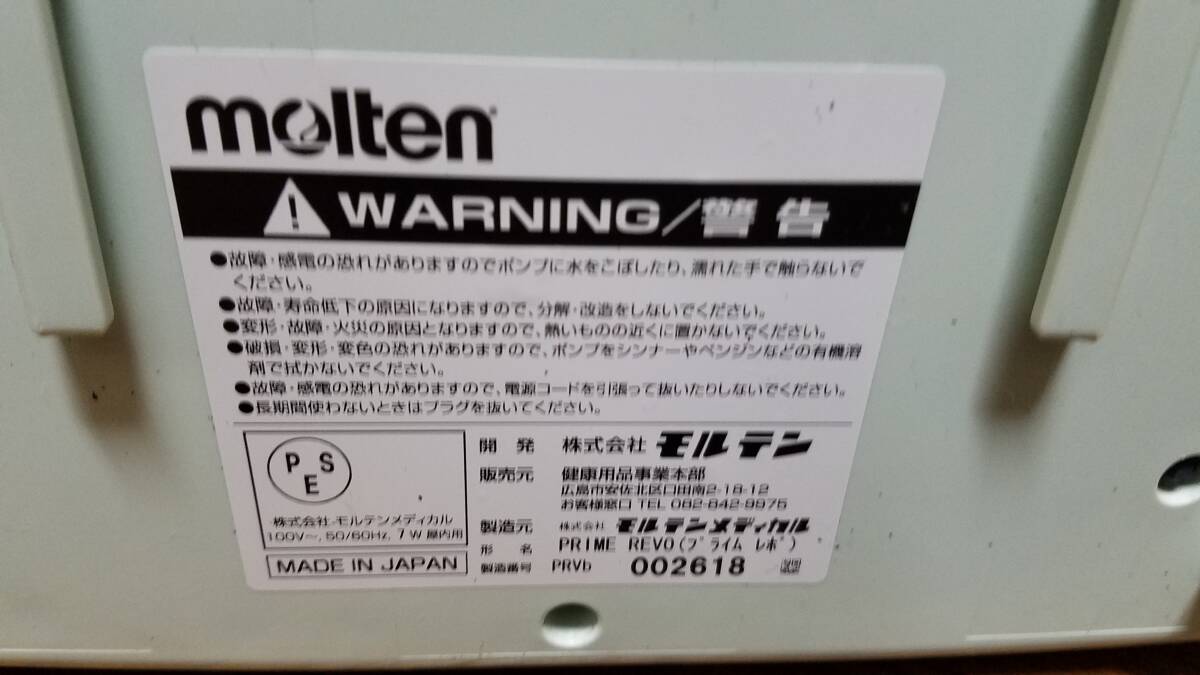 molten
WARNING/警告
●故障・感電の恐れがありますのでポンプに水をこぼしたり、濡れた手で触らないで
ください。
●故障・寿命低下の原因になりますので、分解・改造をしないでください。
●変形・故障・火災の原因となりますので、熱いものの近くに置かないでください。
●破損・変形・変色の恐れがありますので、ポンプをシンナーやベンジンなどの有機溶
剤で拭かないでください。
●故障・感電の恐れがありますので、電源コードを引張って抜いたりしないでください。
●長期間使わないときはプラグを抜いてください。
PSE
株式会社モルテンメディカル
100V～, 50/60Hz, 7W 屋内用
MADE IN JAPAN
開発 株式会社 モルテン
販売元 健康用品事業本部
広島市安佐北区口田南2-18-12
お客様窓口 TEL 082-842-9975
製造元 株式会社 モルテンメディカル
形名 PRIME REVO(プライム レボ)
製造番号 PRVb 002618